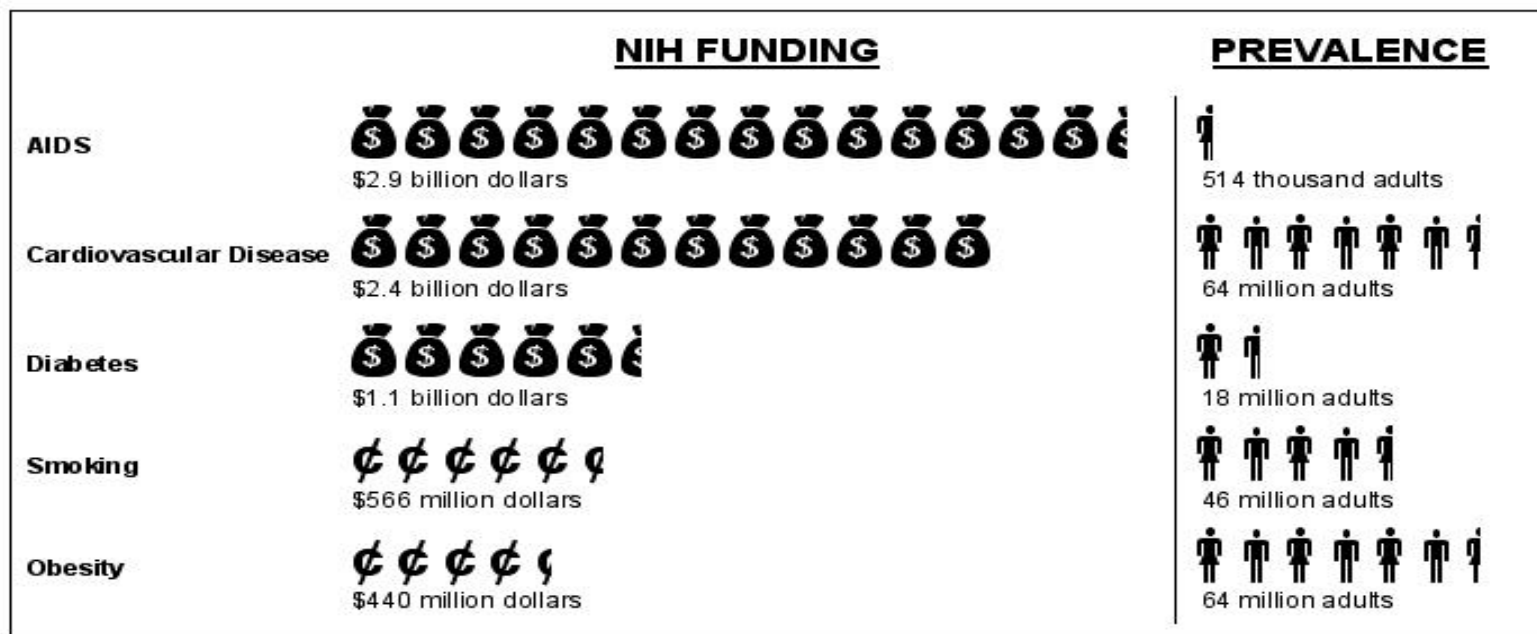 NIH FUNDING PREVALENCE
AIDS
$2.9 billion dollars 514 thousand adults
Cardiovascular Disease
$2.4 billion dollars 64 million adults
Diabetes
$1.1 billion dollars 18 million adults
Smoking
$566 million dollars 46 million adults
Obesity
$440 million dollars 64 million adults